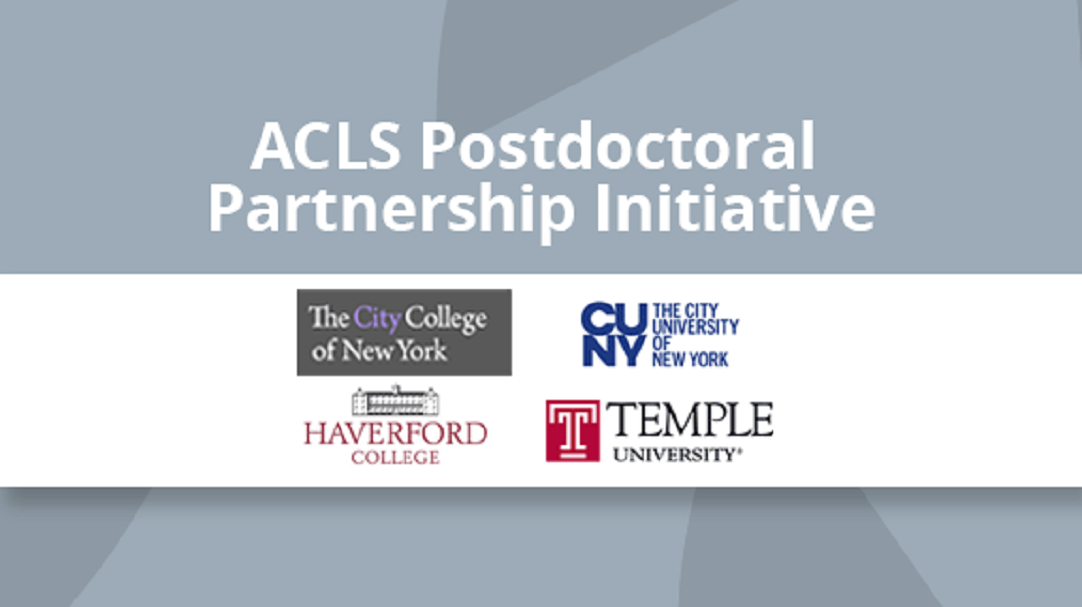 ACLS Postdoctoral
Partnership Initiative
The City College
of New York
CU
NY
THE CITY
UNIVERSITY
OF
NEW YORK
HAVERFORD
COLLEGE
T
TEMPLE
UNIVERSITY®